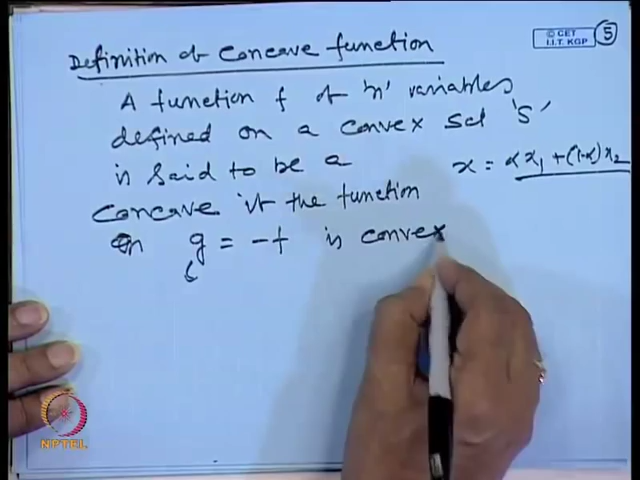 © CET
I.I.T. KGP
5
Definition of Concave function
A function f of 'n' variables
defined on a convex set 'S'
is said to be a
x = αx₁ + (1-α)x₂
concave if the function
g = -f is convex
NPTEL